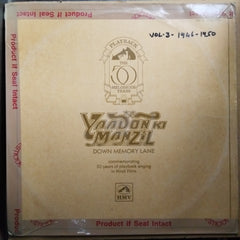 VOL-3- 1946-1950
PLAYBACK
THE
50
MELODIOUS
YEARS
YAADON KI
MANZIL
DOWN MEMORY LANE
commemorating
50 years of playback singing
in Hindi Films
HMV
Product if Seal Intact
Product if Seal Intact
Product if Seal Intact